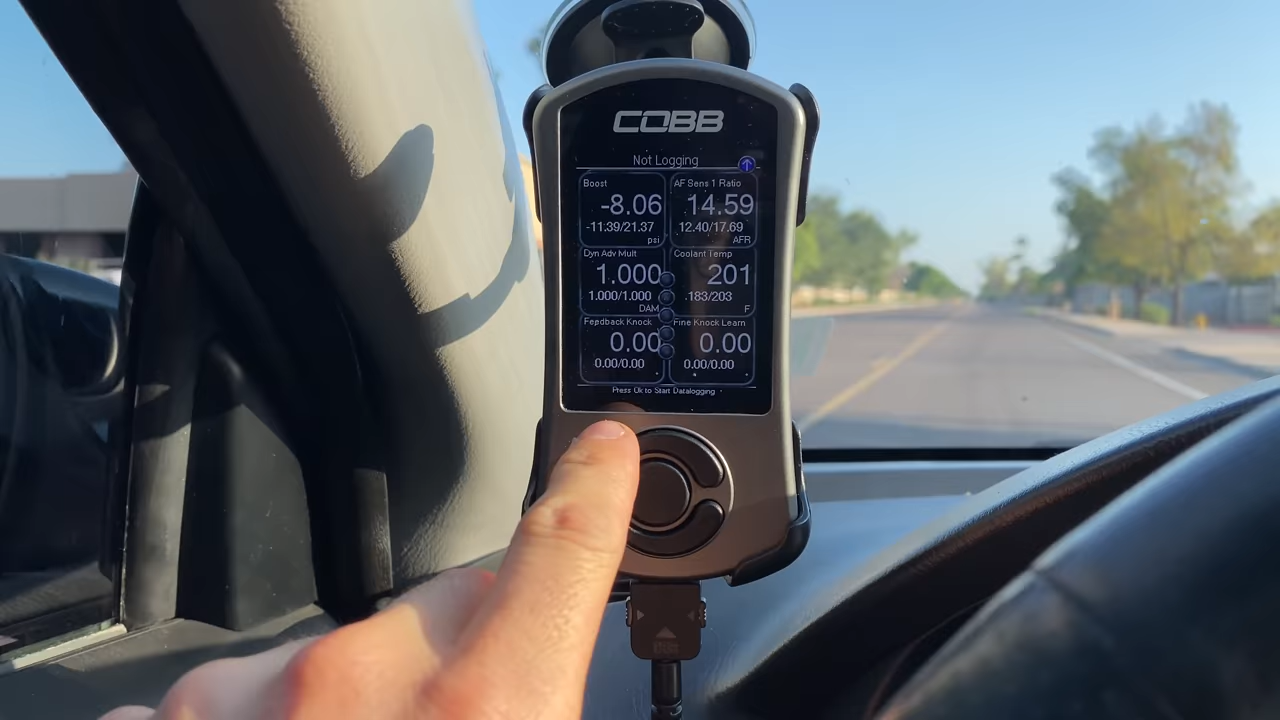 COBB
Not Logging
Boost
-8.06
-11.39/21.37
psi
AF Sens 1 Ratio
14.59
12.40/17.69
AFR
Dyn Adv Mult
1.000
1.000/1.000
DAM
Coolant Temp
201
183/203
F
Feedback Knock
0.00
0.00/0.00
Fine Knock Learn
0.00
0.00/0.00
Press Ok to Start Datalogging